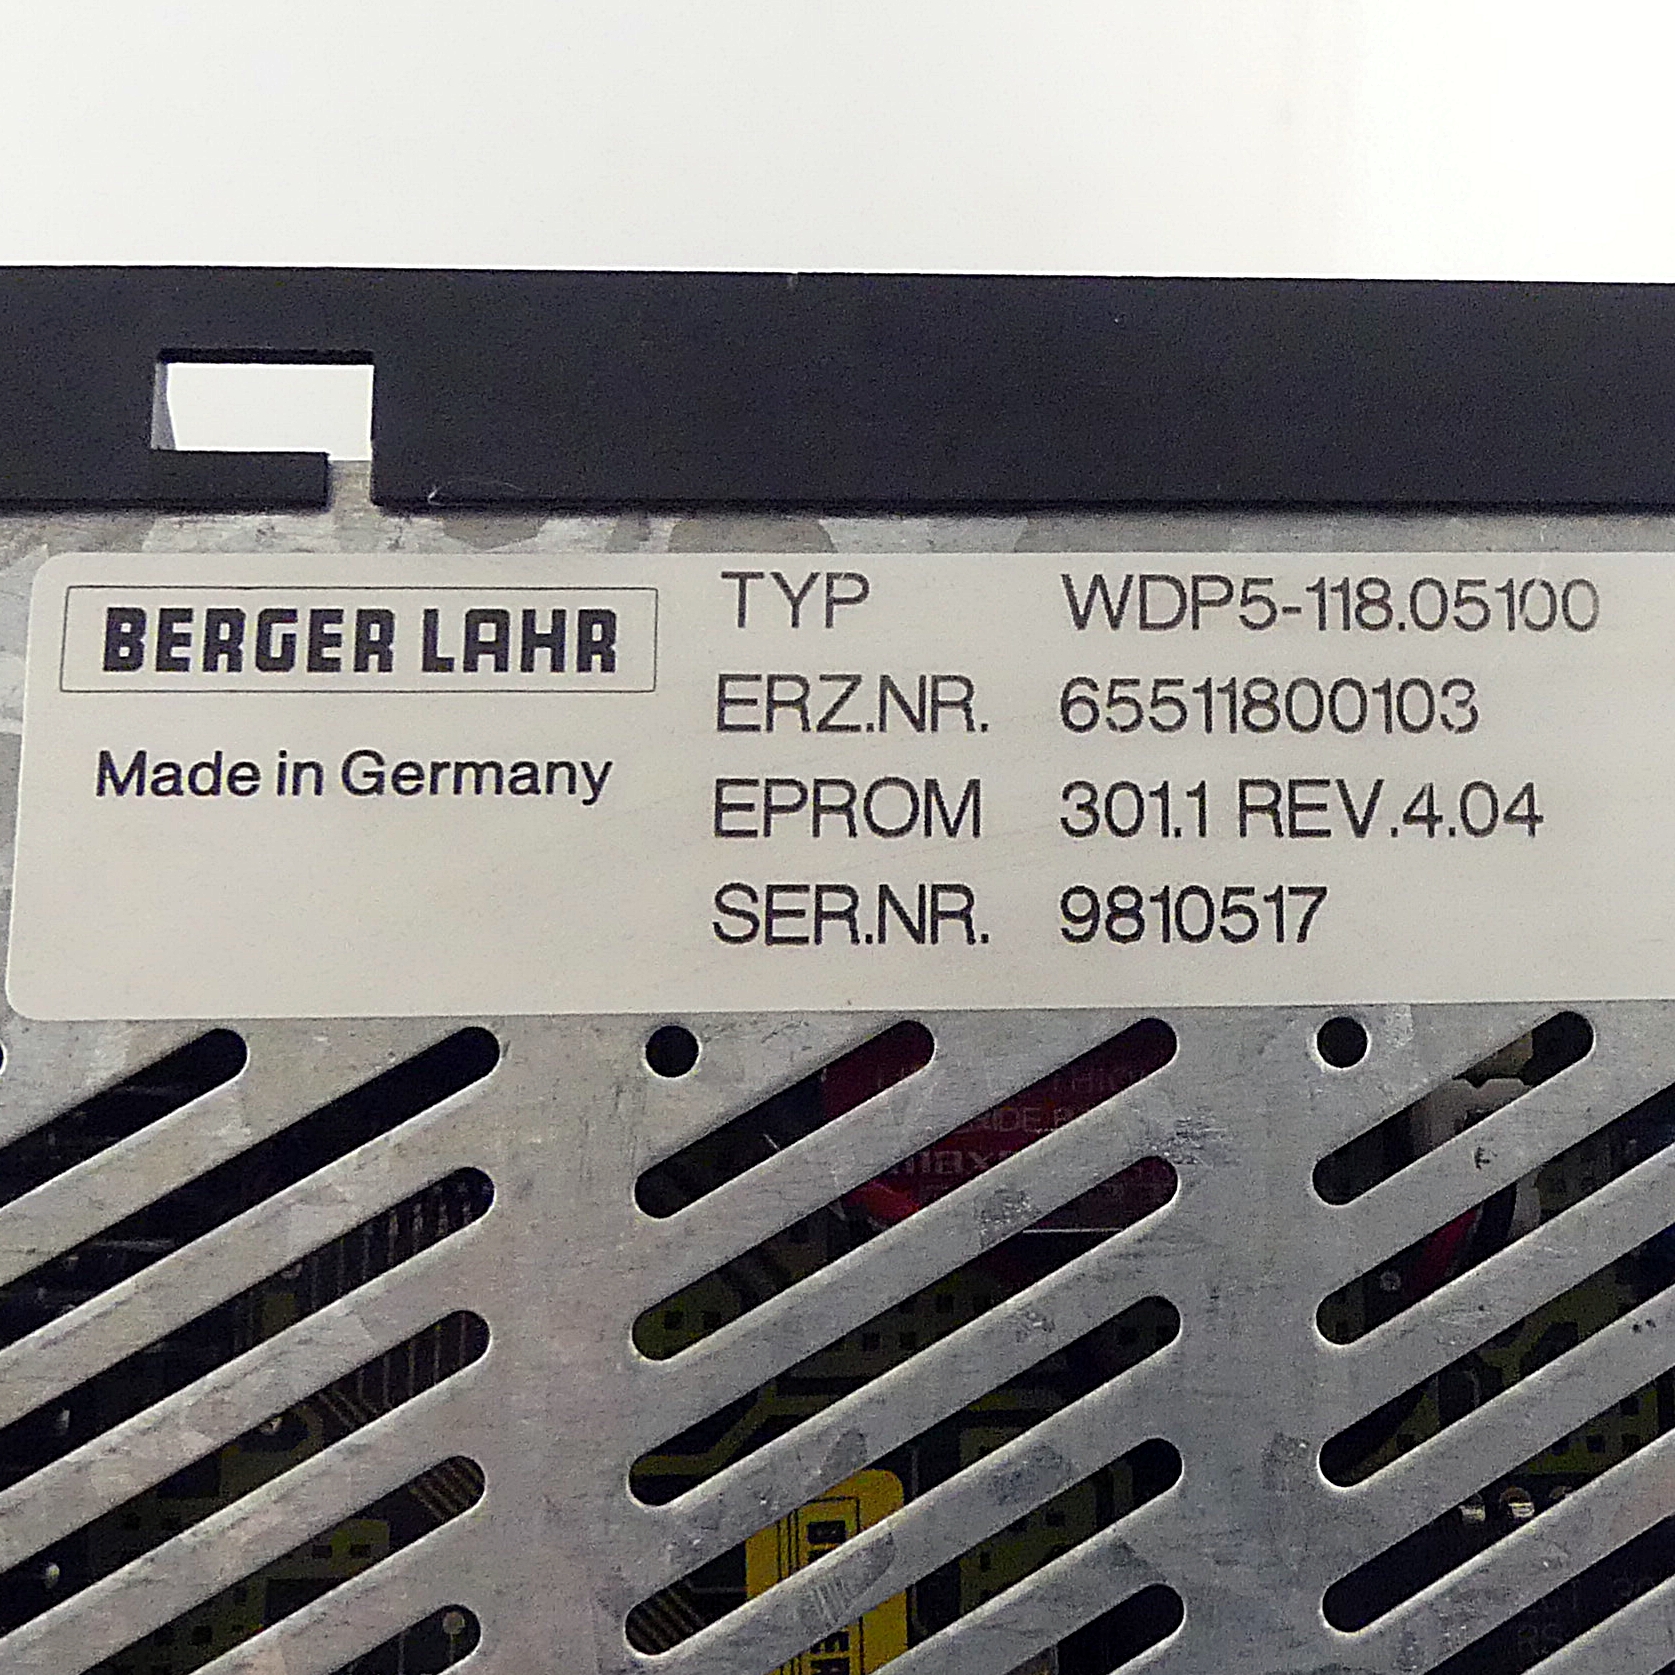 BERGER LAHR
Made in Germany
TYP WDP5-118.05100
ERZ.NR. 65511800103
EPROM 301.1 REV.4.04
SER.NR. 9810517